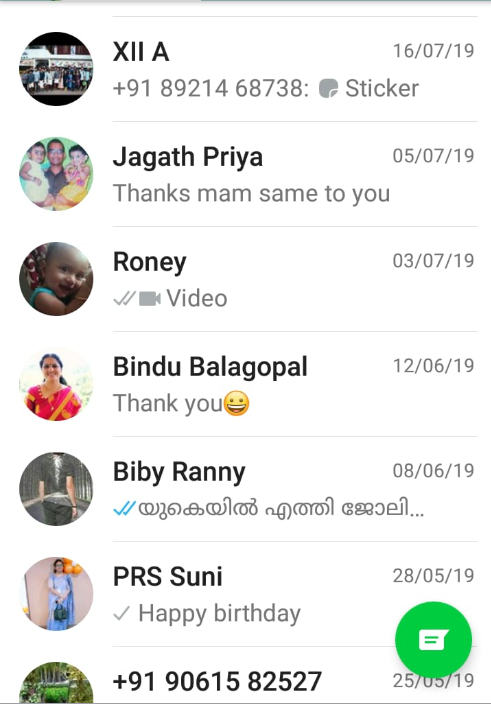 XII A 16/07/19
+91 89214 68738: Sticker
Jagath Priya 05/07/19
Thanks mam same to you
Roney 03/07/19
Video
Bindu Balagopal 12/06/19
Thank you😀
Biby Ranny 08/06/19
യുകെയിൽ എത്തി ജോലി...
PRS Suni 28/05/19
Happy birthday
+91 90615 82527 25/05/19